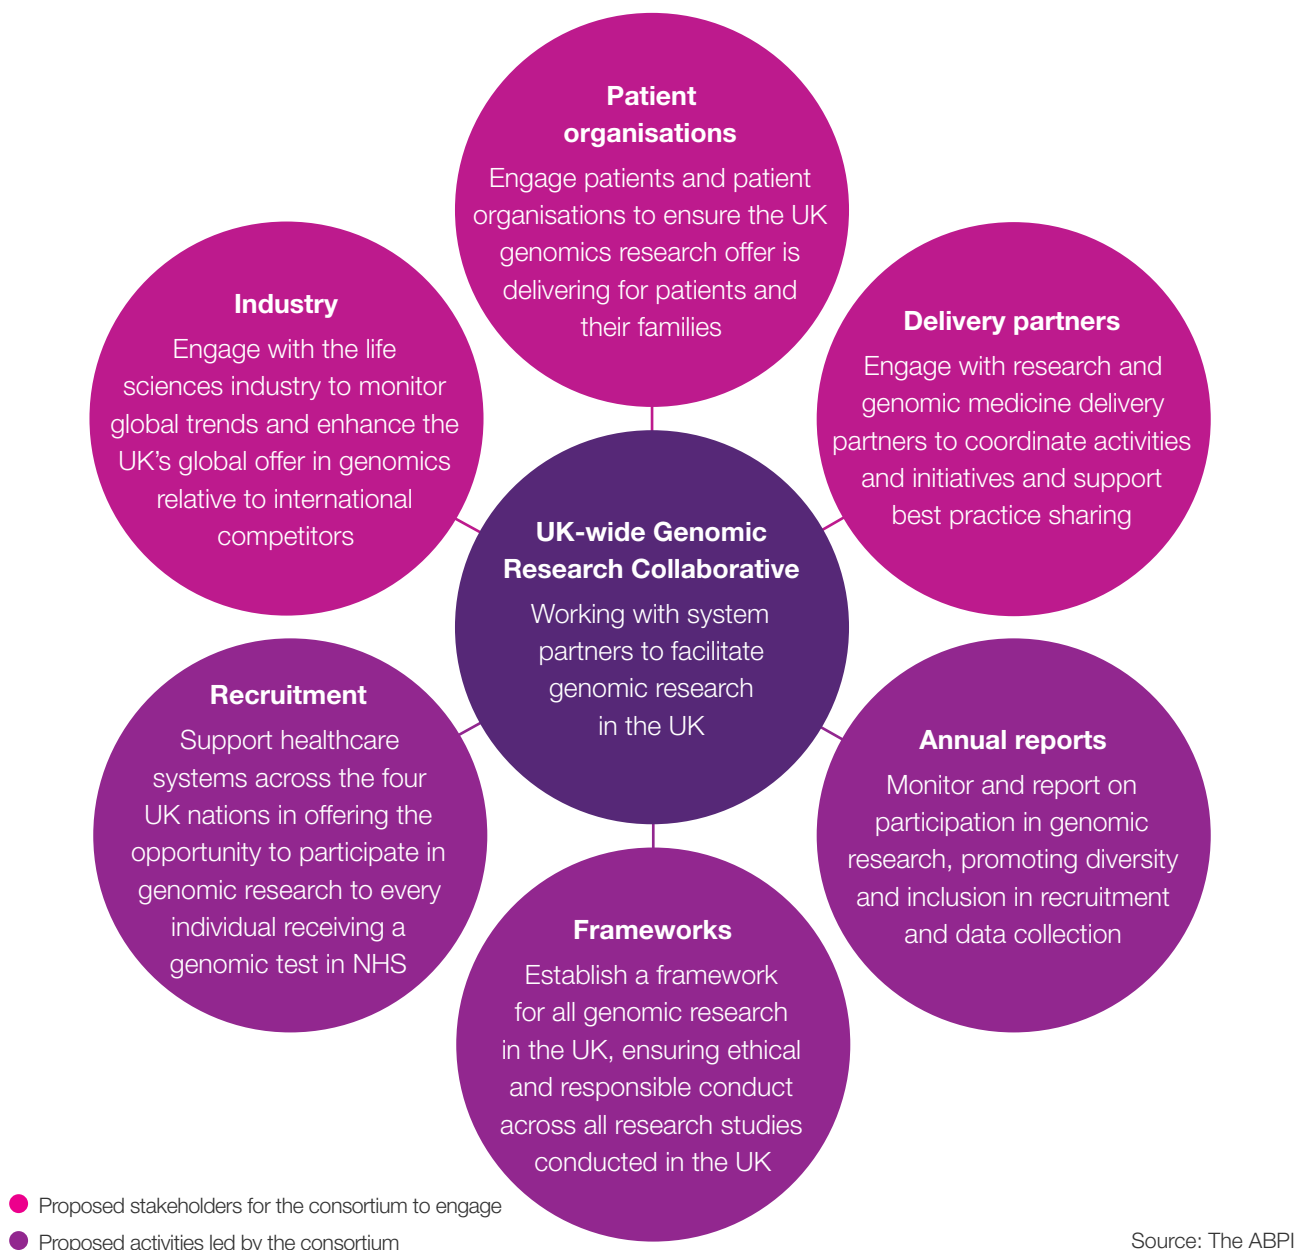 Patient
organisations
Engage patients and patient
organisations to ensure the UK
genomics research offer is
delivering for patients and
their families
Industry
Engage with the life
sciences industry to monitor
global trends and enhance the
UK’s global offer in genomics
relative to international
competitors
Delivery partners
Engage with research and
genomic medicine delivery
partners to coordinate activities
and initiatives and support
best practice sharing
UK-wide Genomic
Research Collaborative
Working with system
partners to facilitate
genomic research
in the UK
Recruitment
Support healthcare
systems across the four
UK nations in offering the
opportunity to participate in
genomic research to every
individual receiving a
genomic test in NHS
Annual reports
Monitor and report on
participation in genomic
research, promoting diversity
and inclusion in recruitment
and data collection
Frameworks
Establish a framework
for all genomic research
in the UK, ensuring ethical
and responsible conduct
across all research studies
conducted in the UK
Proposed stakeholders for the consortium to engage
Proposed activities led by the consortium
Source: The ABPI